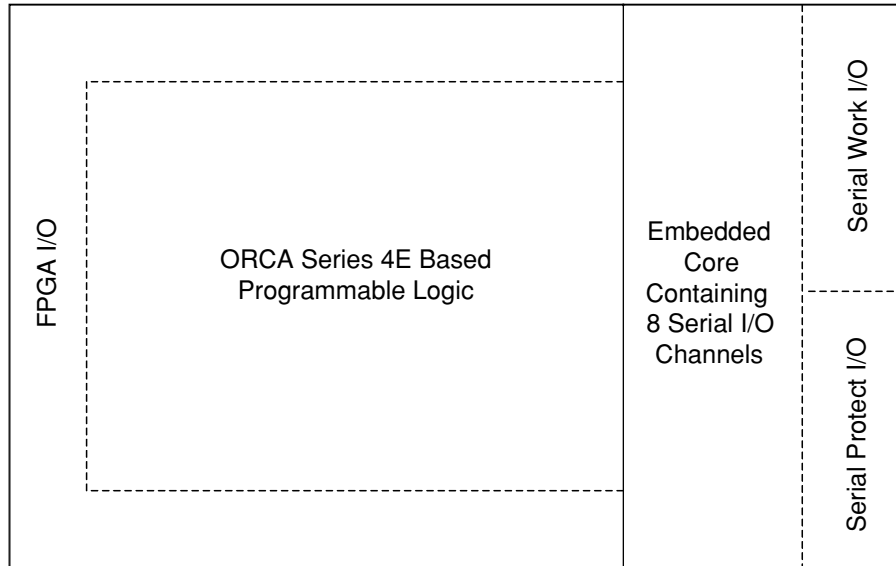 FPGA I/O
ORCA Series 4E Based
Programmable Logic
Embedded
Core
Containing
8 Serial I/O
Channels
Serial Work I/O
Serial Protect I/O